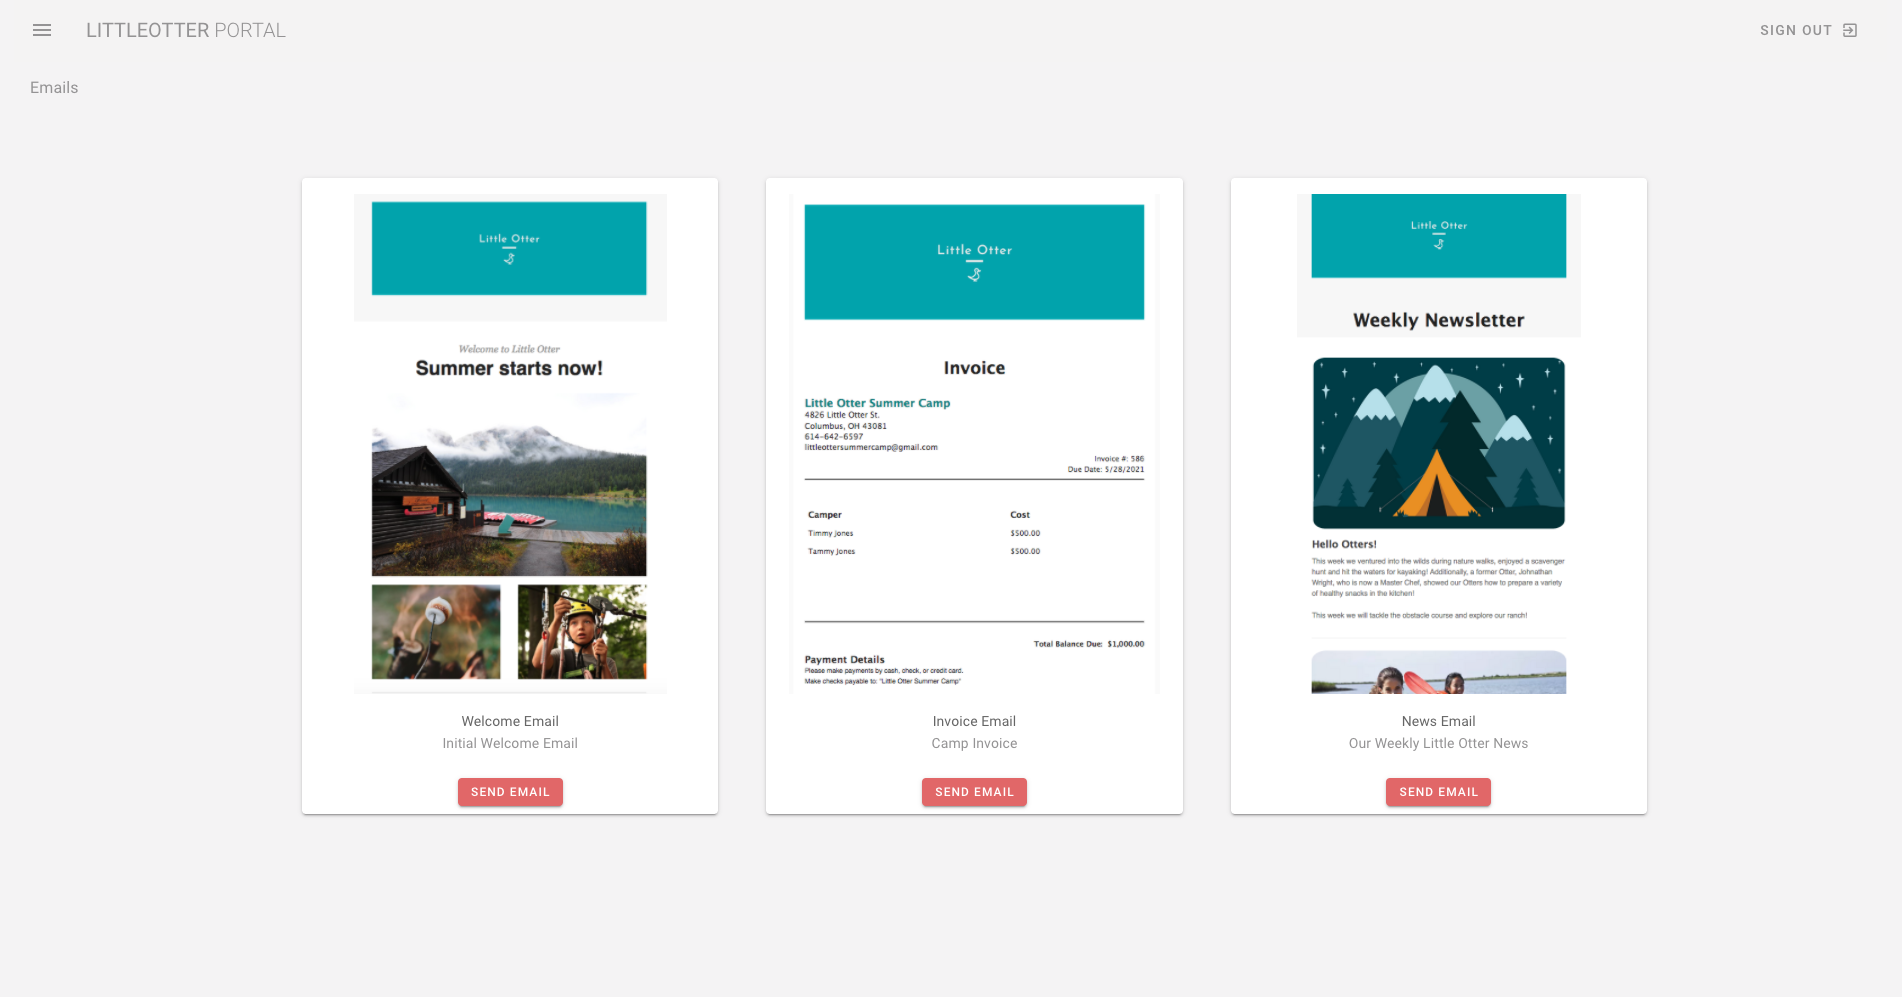 LITTLEOTTER PORTAL
SIGN OUT
Emails
Little Otter
Welcome to Little Otter
Summer starts now!
Welcome Email
Initial Welcome Email
SEND EMAIL
Little Otter
Invoice
Little Otter Summer Camp
4826 Little Otter St.
Columbus, OH 43081
614-642-6597
littleottersummercamp@gmail.com
Invoice #: 586
Due Date: 5/28/2021
Camper Cost
Timmy Jones $500.00
Tammy Jones $500.00
Total Balance Due: $1,000.00
Payment Details
Please make payments by cash, check, or credit card.
Make checks payable to: "Little Otter Summer Camp"
Invoice Email
Camp Invoice
SEND EMAIL
Little Otter
Weekly Newsletter
Hello Otters!
This week we ventured into the wilds during nature walks, enjoyed a scavenger
hunt and hit the waters for kayaking! Additionally, a former Otter, Johnathan
Wright, who is now a Master Chef, showed our Otters how to prepare a variety
of healthy snacks in the kitchen!
This week we will tackle the obstacle course and explore our ranch!
News Email
Our Weekly Little Otter News
SEND EMAIL